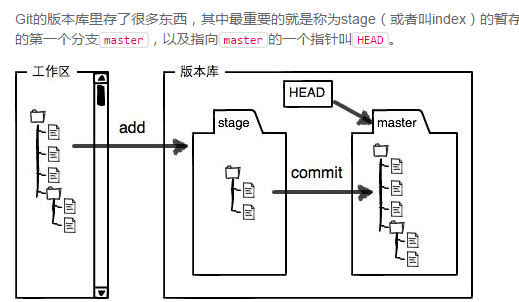 Git的版本库里存了很多东西，其中最重要的就是称为stage（或者叫index）的暂存
的第一个分支master，以及指向master的一个指针叫HEAD。
工作区
版本库
HEAD
stage
master
add
commit